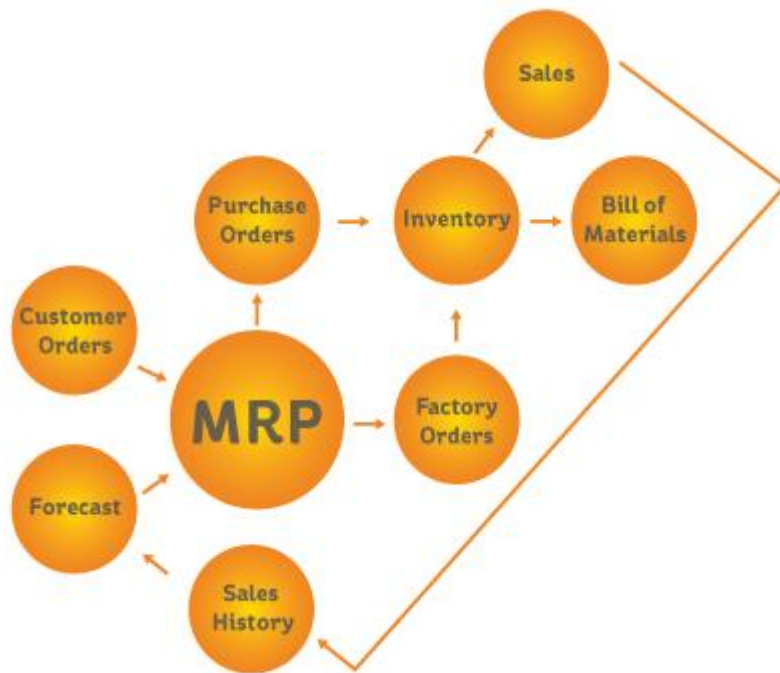 Sales
Purchase
Orders
Inventory
Bill of
Materials
Customer
Orders
MRP
Factory
Orders
Forecast
Sales
History